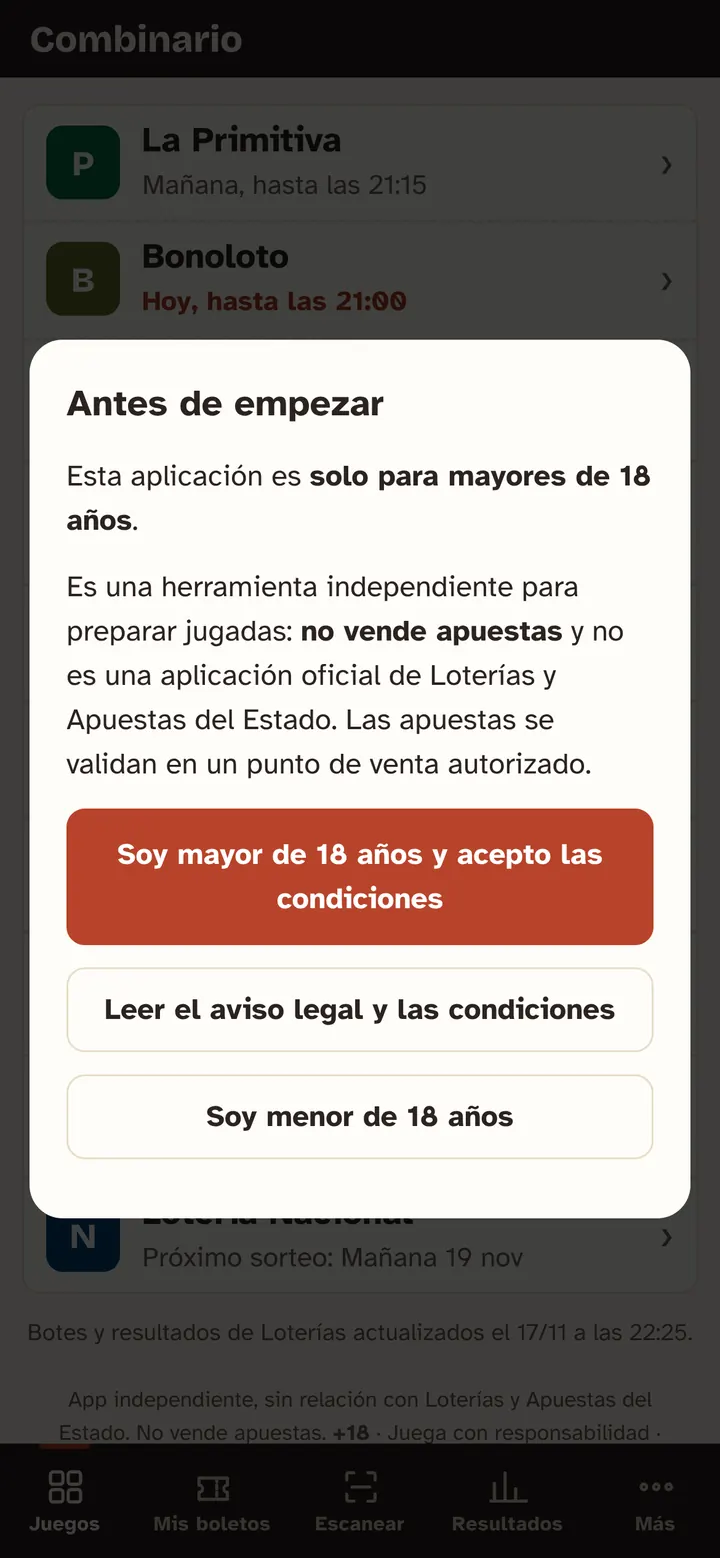 Combinario
P
La Primitiva
Mañana, hasta las 21:15
B
Bonoloto
Hoy, hasta las 21:00
Antes de empezar
Esta aplicación es solo para mayores de 18
años.
Es una herramienta independiente para
preparar jugadas: no vende apuestas y no
es una aplicación oficial de Loterías y
Apuestas del Estado. Las apuestas se
validan en un punto de venta autorizado.
Soy mayor de 18 años y acepto las
condiciones
Leer el aviso legal y las condiciones
Soy menor de 18 años
N
Lotería Nacional
Próximo sorteo: Mañana 19 nov
Botes y resultados de Loterías actualizados el 17/11 a las 22:25.
App independiente, sin relación con Loterías y Apuestas del
Estado. No vende apuestas. +18 · Juega con responsabilidad ·
Juegos
Mis boletos
Escanear
Resultados
Más